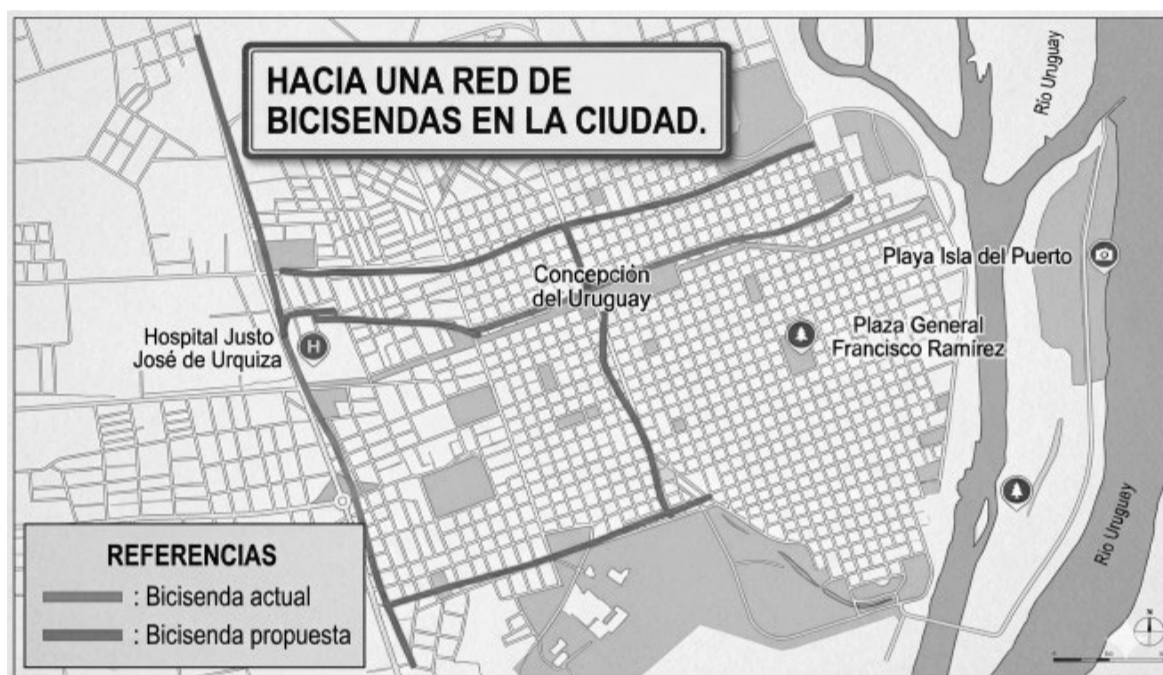 HACIA UNA RED DE
BICISENDAS EN LA CIUDAD.
Río Uruguay
Playa Isla del Puerto
Concepción
del Uruguay
Hospital Justo
José de Urquiza
H
Plaza General
Francisco Ramírez
Río Uruguay
REFERENCIAS
: Bicisenda actual
: Bicisenda propuesta
N